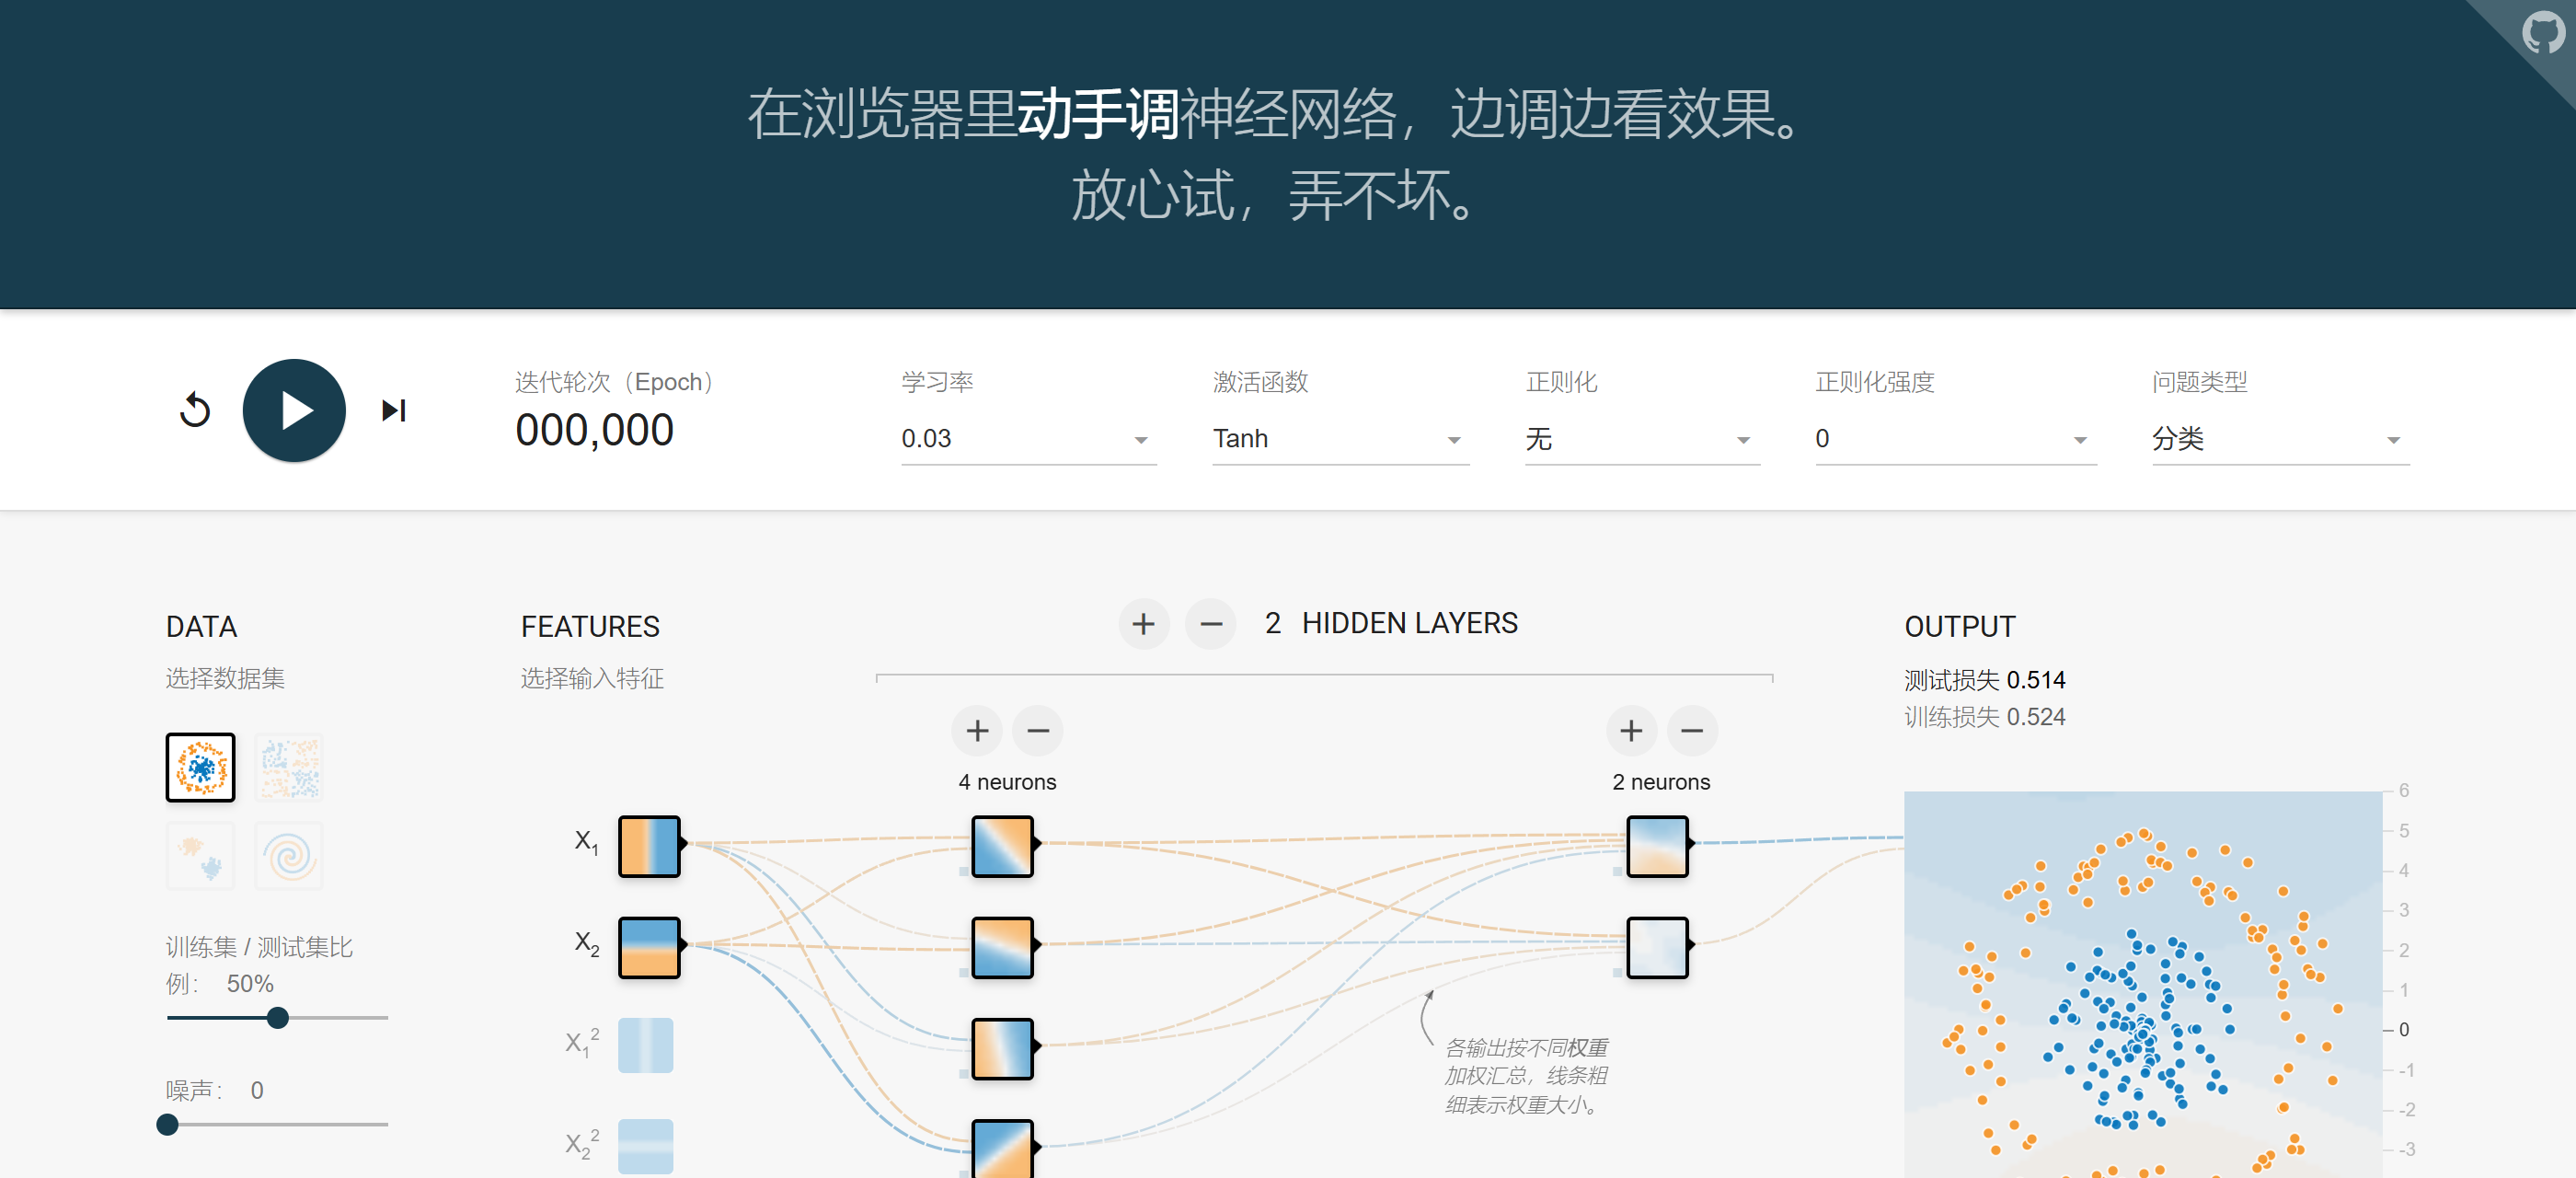 在浏览器里动手调神经网络，边调边看效果。
放心试，弄不坏。
迭代轮次（Epoch）
000,000
学习率
0.03
激活函数
Tanh
正则化
无
正则化强度
0
问题类型
分类
DATA
选择数据集
训练集 / 测试集比
例： 50%
噪声： 0
FEATURES
选择输入特征
X1
X2
X1²
X2²
2 HIDDEN LAYERS
4 neurons
2 neurons
各输出按不同权重
加权汇总，线条粗
细表示权重大小。
OUTPUT
测试损失 0.514
训练损失 0.524
6
5
4
3
2
1
0
-1
-2
-3